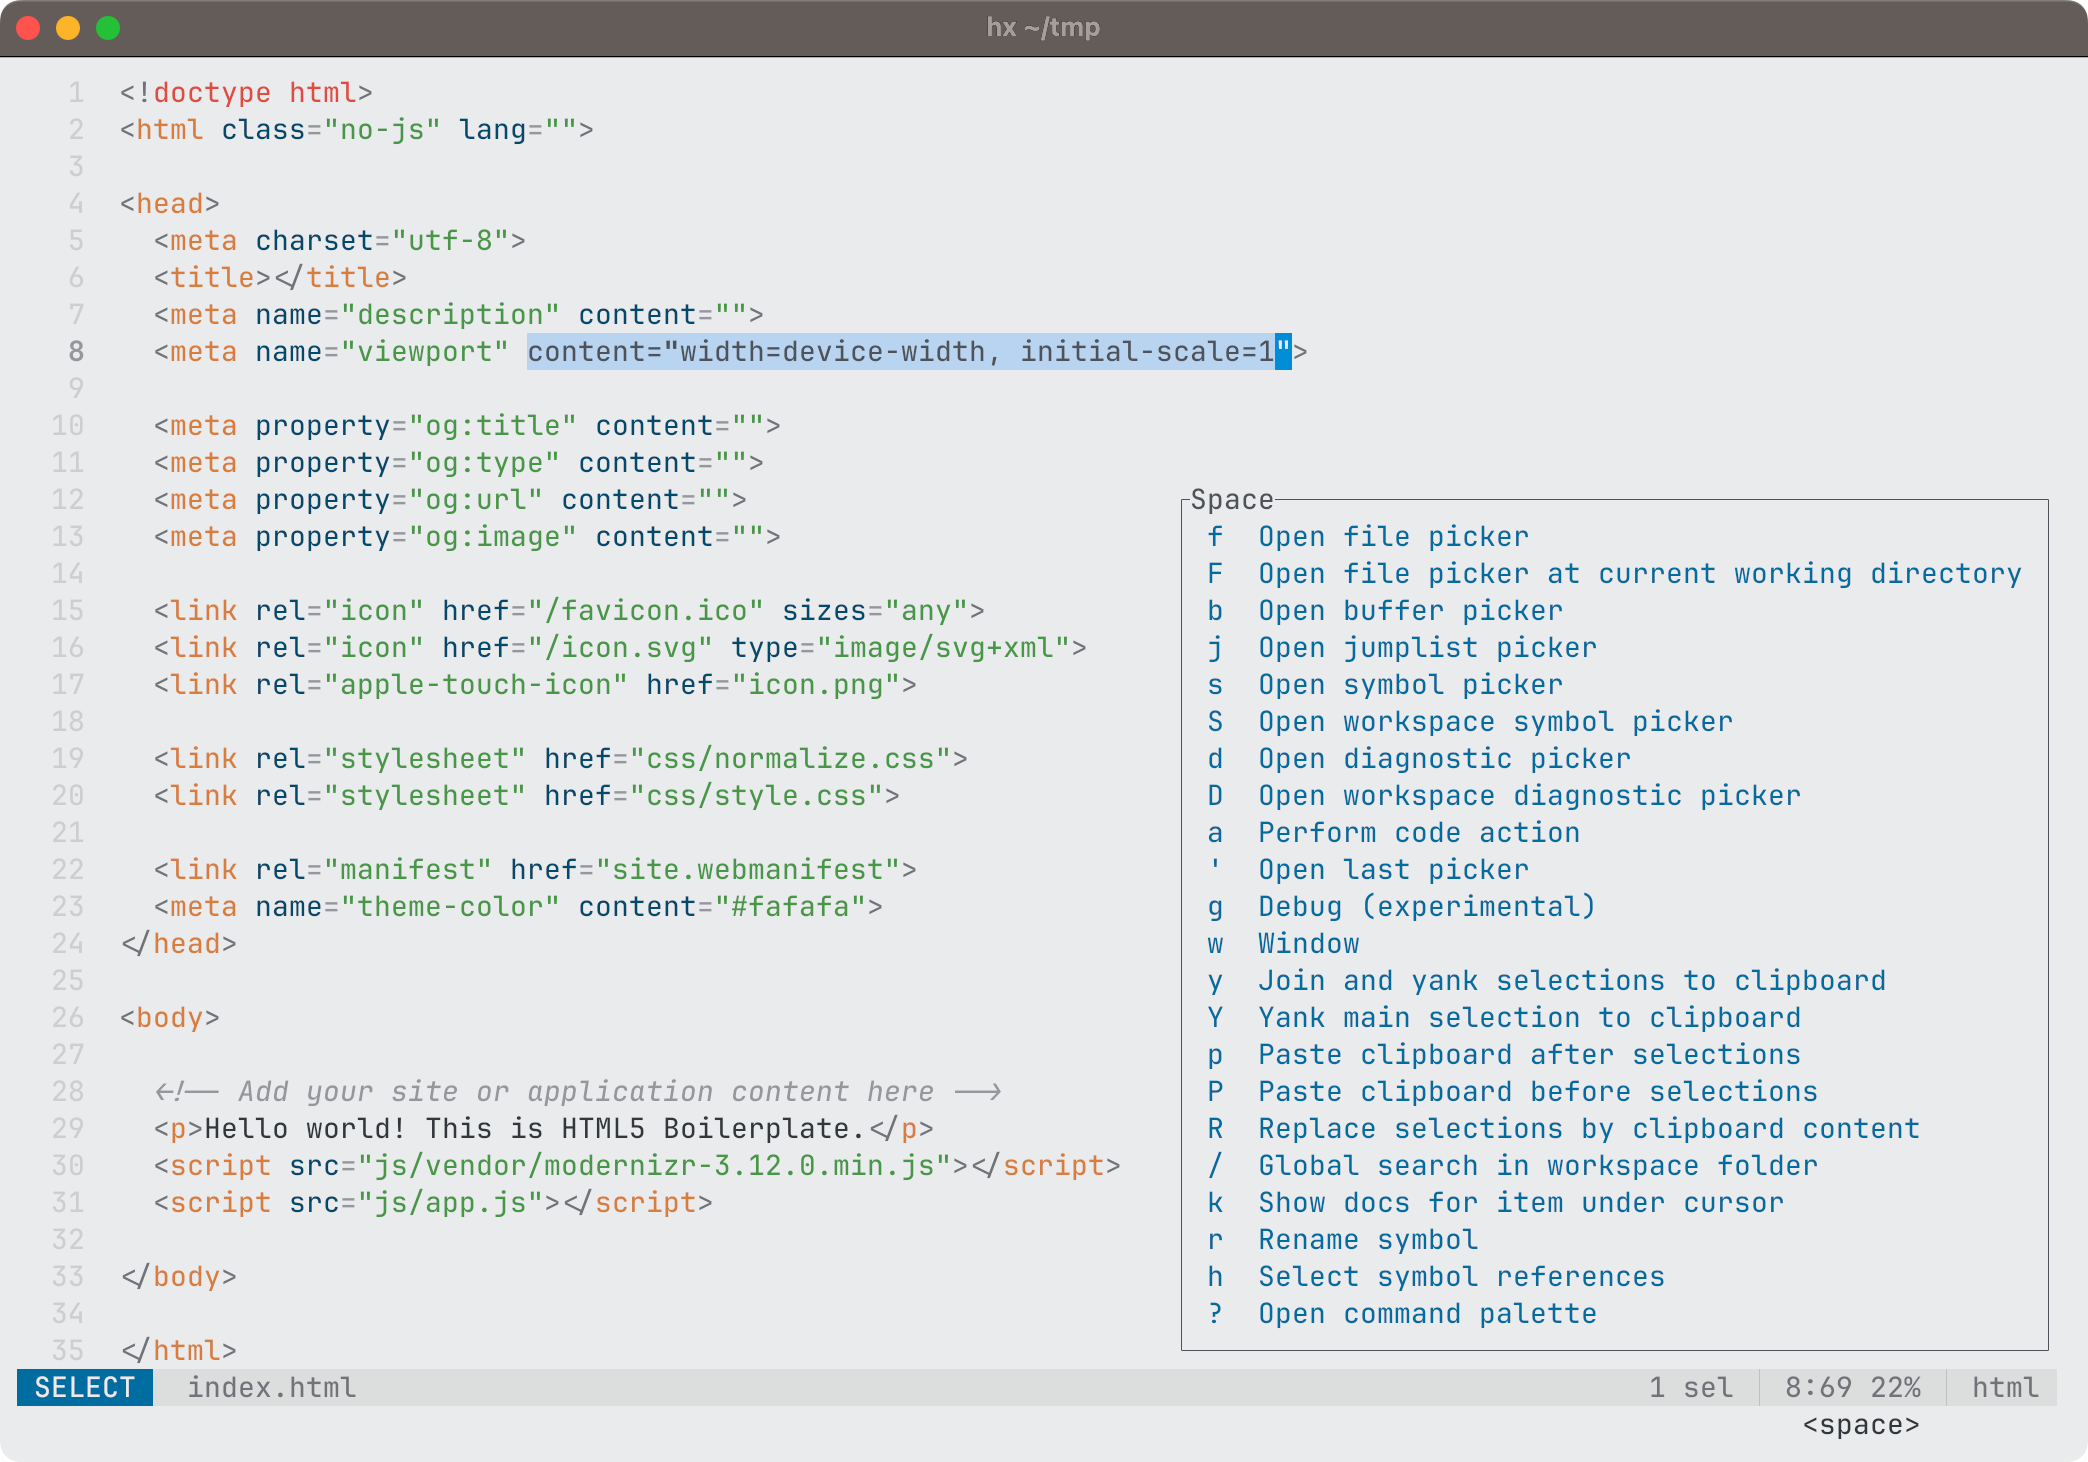 hx ~/tmp
1 <!doctype html>
2 <html class="no-js" lang="">
3
4 <head>
5   <meta charset="utf-8">
6   <title></title>
7   <meta name="description" content="">
8   <meta name="viewport" content="width=device-width, initial-scale=1">
9
10   <meta property="og:title" content="">
11   <meta property="og:type" content="">
12   <meta property="og:url" content="">
13   <meta property="og:image" content="">
14
15   <link rel="icon" href="/favicon.ico" sizes="any">
16   <link rel="icon" href="/icon.svg" type="image/svg+xml">
17   <link rel="apple-touch-icon" href="icon.png">
18
19   <link rel="stylesheet" href="css/normalize.css">
20   <link rel="stylesheet" href="css/style.css">
21
22   <link rel="manifest" href="site.webmanifest">
23   <meta name="theme-color" content="#fafafa">
24 </head>
25
26 <body>
27
28   <!-- Add your site or application content here -->
29   <p>Hello world! This is HTML5 Boilerplate.</p>
30   <script src="js/vendor/modernizr-3.12.0.min.js"></script>
31   <script src="js/app.js"></script>
32
33 </body>
34
35 </html>
Space
f Open file picker
F Open file picker at current working directory
b Open buffer picker
j Open jumplist picker
s Open symbol picker
S Open workspace symbol picker
d Open diagnostic picker
D Open workspace diagnostic picker
a Perform code action
' Open last picker
g Debug (experimental)
w Window
y Join and yank selections to clipboard
Y Yank main selection to clipboard
p Paste clipboard after selections
P Paste clipboard before selections
R Replace selections by clipboard content
/ Global search in workspace folder
k Show docs for item under cursor
r Rename symbol
h Select symbol references
? Open command palette
SELECT index.html 1 sel 8:69 22% html
<space>